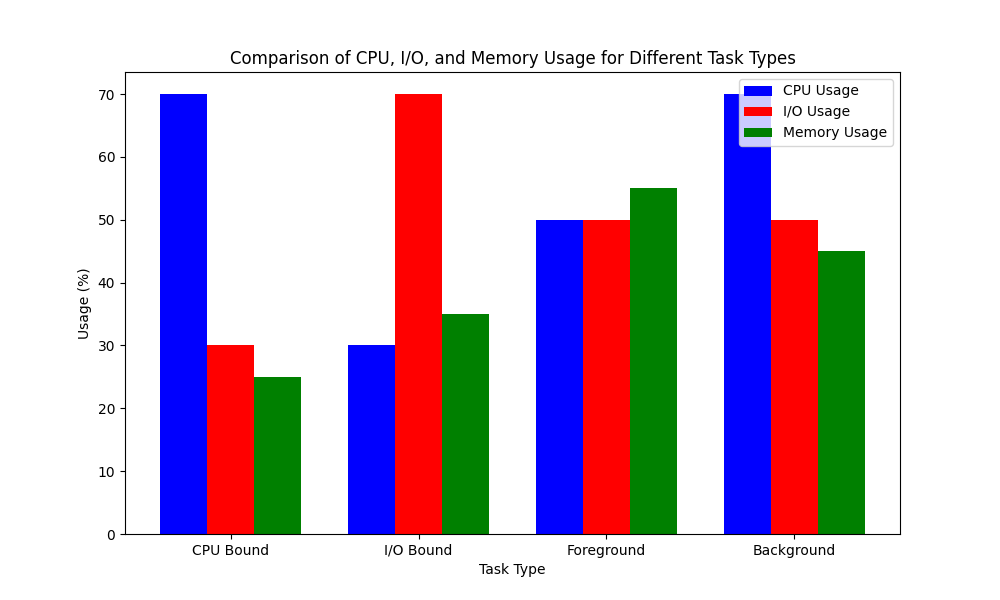 Comparison of CPU, I/O, and Memory Usage for Different Task Types
CPU Usage
I/O Usage
Memory Usage
Usage (%)
70
60
50
40
30
20
10
0
CPU Bound
I/O Bound
Foreground
Background
Task Type